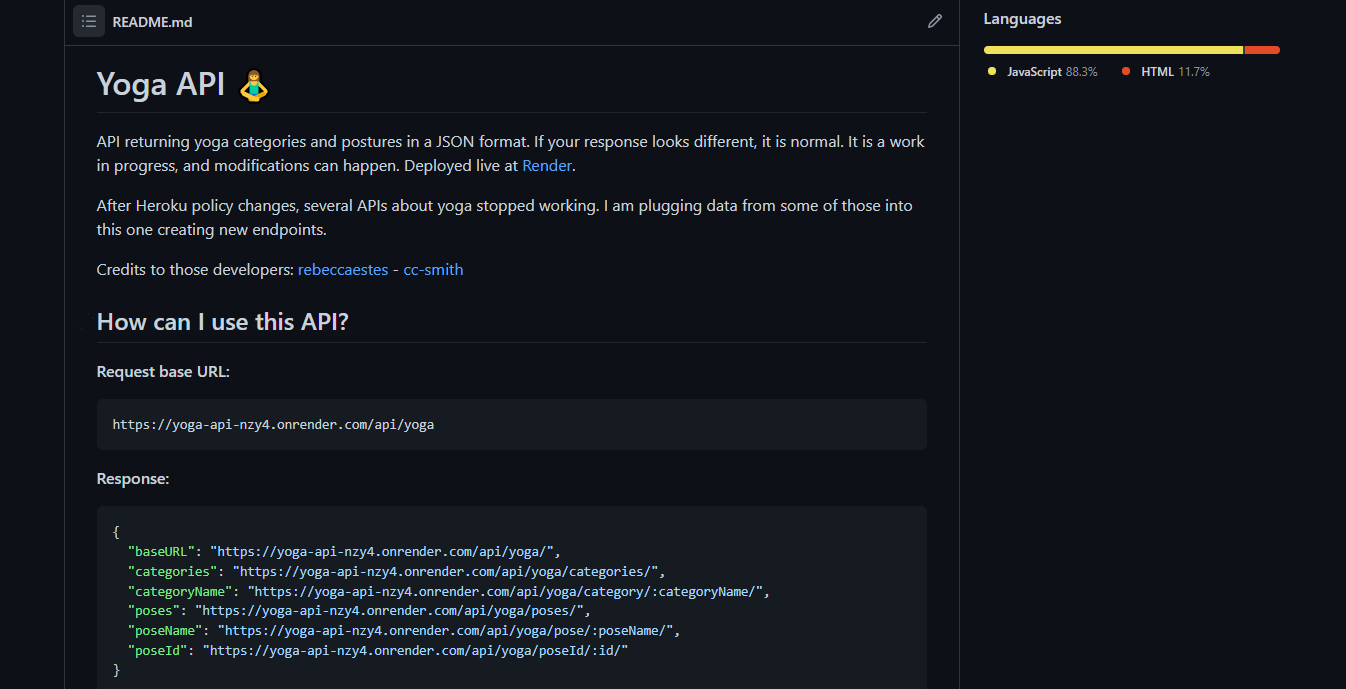 README.md
Yoga API
API returning yoga categories and postures in a JSON format. If your response looks different, it is normal. It is a work
in progress, and modifications can happen. Deployed live at Render.
After Heroku policy changes, several APIs about yoga stopped working. I am plugging data from some of those into
this one creating new endpoints.
Credits to those developers: rebeccaestes - cc-smith
How can I use this API?
Request base URL:
https://yoga-api-nzy4.onrender.com/api/yoga
Response:
{
"baseURL": "https://yoga-api-nzy4.onrender.com/api/yoga/",
"categories": "https://yoga-api-nzy4.onrender.com/api/yoga/categories/",
"categoryName": "https://yoga-api-nzy4.onrender.com/api/yoga/category/:categoryName/",
"poses": "https://yoga-api-nzy4.onrender.com/api/yoga/poses/",
"poseName": "https://yoga-api-nzy4.onrender.com/api/yoga/pose/:poseName/",
"poseId": "https://yoga-api-nzy4.onrender.com/api/yoga/poseId/:id/"
}
Languages
JavaScript 88.3% HTML 11.7%